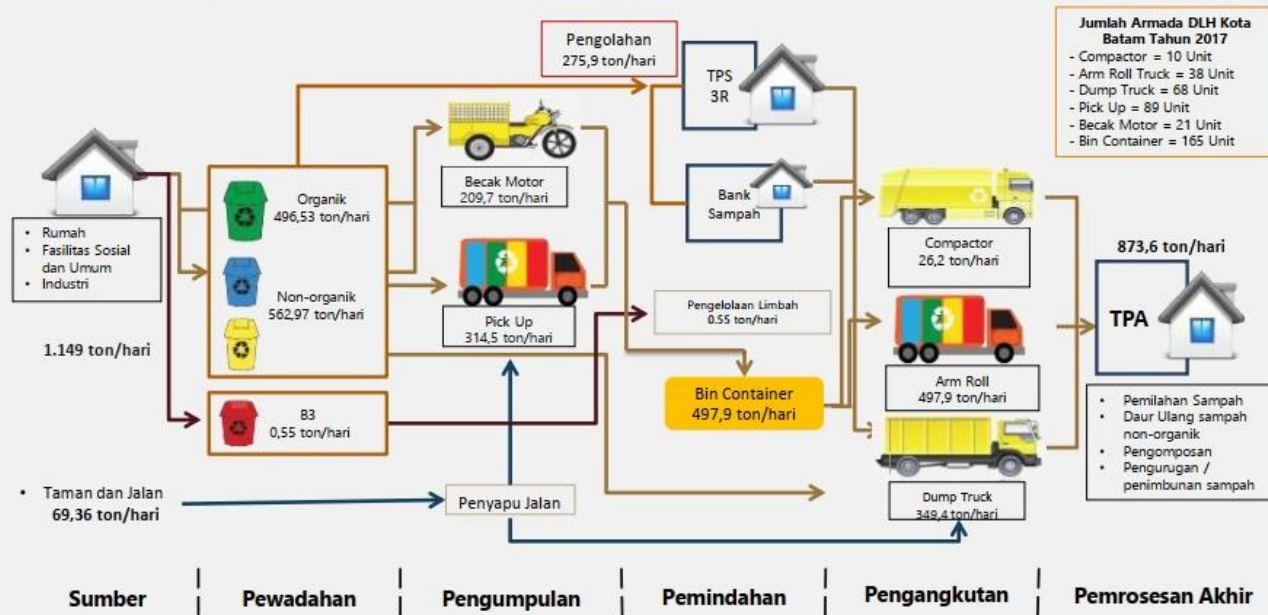 Pengolahan
275,9 ton/hari
TPS
3R
Jumlah Armada DLH Kota
Batam Tahun 2017
- Compactor = 10 Unit
- Arm Roll Truck = 38 Unit
- Dump Truck = 68 Unit
- Pick Up = 89 Unit
- Becak Motor = 21 Unit
- Bin Container = 165 Unit
• Rumah
• Fasilitas Sosial
dan Umum
• Industri
1.149 ton/hari
Organik
496,53 ton/hari
Non-organik
562,97 ton/hari
B3
0,55 ton/hari
• Taman dan Jalan
69,36 ton/hari
Becak Motor
209,7 ton/hari
Pick Up
314,5 ton/hari
Penyapu Jalan
Bank
Sampah
Pengelolaan Limbah
0.55 ton/hari
Bin Container
497,9 ton/hari
Compactor
26,2 ton/hari
Arm Roll
497,9 ton/hari
Dump Truck
349,4 ton/hari
873,6 ton/hari
TPA
• Pemilahan Sampah
• Daur Ulang sampah
non-organik
• Pengomposan
• Pengurugan /
penimbunan sampah
Sumber
Pewadahan
Pengumpulan
Pemindahan
Pengangkutan
Pemrosesan Akhir